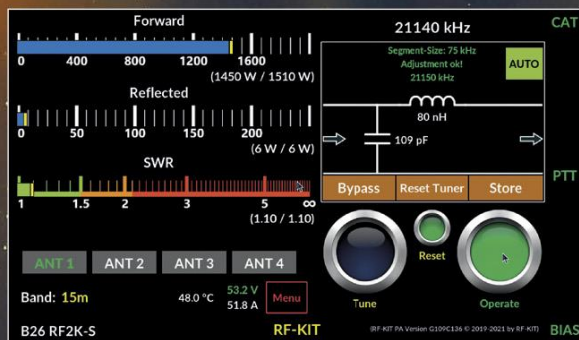 Forward
0 400 800 1200 1600
(1450 W / 1510 W)
Reflected
0 50 100 150 200
(6 W / 6 W)
SWR
1 1.5 2 3 5 ∞
(1.10 / 1.10)
ANT 1 ANT 2 ANT 3 ANT 4
Band: 15m 48.0 °C 53.2 V
51.8 A
Menu
B26 RF2K-S RF-KIT
21140 kHz
Segment-Size: 75 kHz
Adjustment ok!
21150 kHz
AUTO
80 nH
109 pF
Bypass Reset Tuner Store
Tune
Reset
Operate
(RF-KIT PA Version G109C136 © 2019-2021 by RF-KIT)
CAT
PTT
BIAS